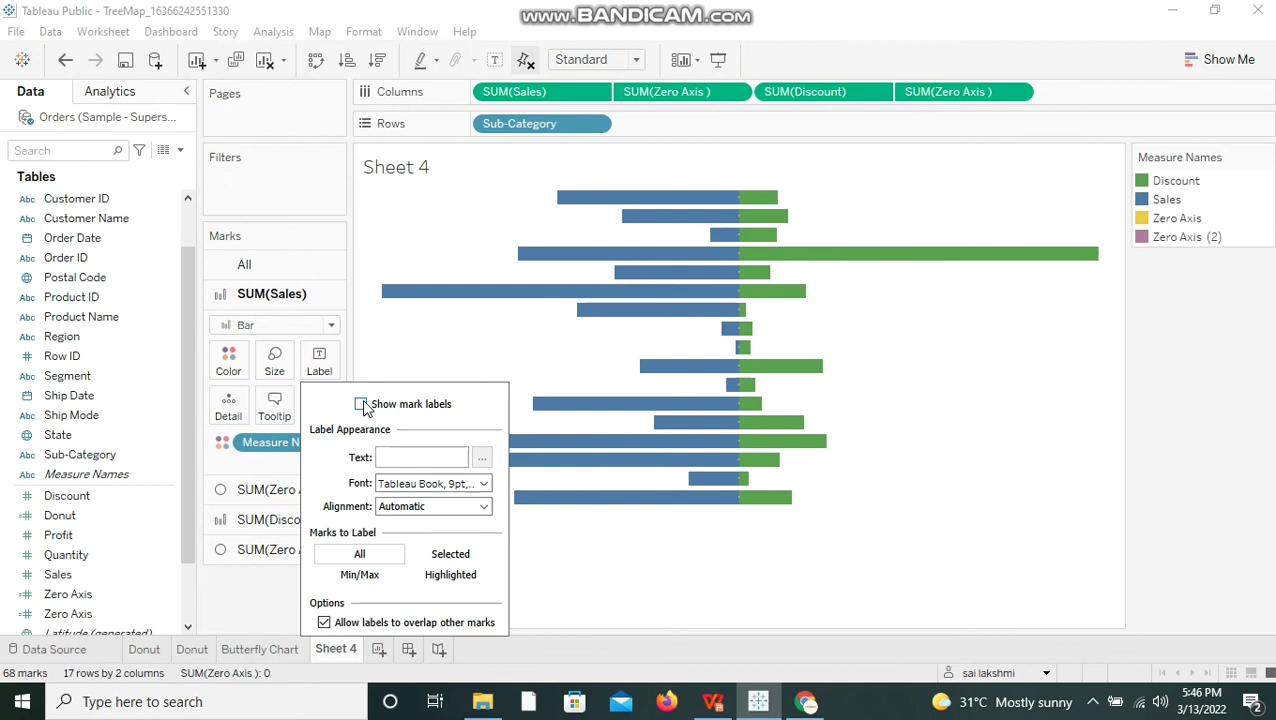 Tableau Public - TreeMap_16366242551330
www.BANDICAM.com
File Data Worksheet Dashboard Story Analysis Map Format Window Help
Standard
Show Me
Data Analytics
Orders (Sample - Supers...
Search
Tables
Customer ID
Customer Name
Order Date
Order ID
Postal Code
Product ID
Product Name
Region
Row ID
Segment
Ship Date
Ship Mode
State
Sub-Category
Measure Names
Discount
Donut
Profit
Quantity
Sales
Zero Axis
Zero Axis
Latitude (generated)
Pages
Filters
Marks
All
SUM(Sales)
Bar
Color Size Label
Detail Tooltip
Measure N
SUM(Zero A
SUM(Disco
SUM(Zero A
Columns SUM(Sales) SUM(Zero Axis ) SUM(Discount) SUM(Zero Axis )
Rows Sub-Category
Sheet 4
Show mark labels
Label Appearance
Text: ...
Font: Tableau Book, 9pt,...
Alignment: Automatic
Marks to Label
All Selected
Min/Max Highlighted
Options
Allow labels to overlap other marks
Measure Names
Discount
Sales
Zero Axis
Zero Axis (2)
Data Source Donut Donut Butterfly Chart Sheet 4
68 marks 17 rows by 2 columns SUM(Zero Axis ): 0 sai lakshmi
Type here to search 31°C Mostly sunny 5:46 PM
3/13/2022
2